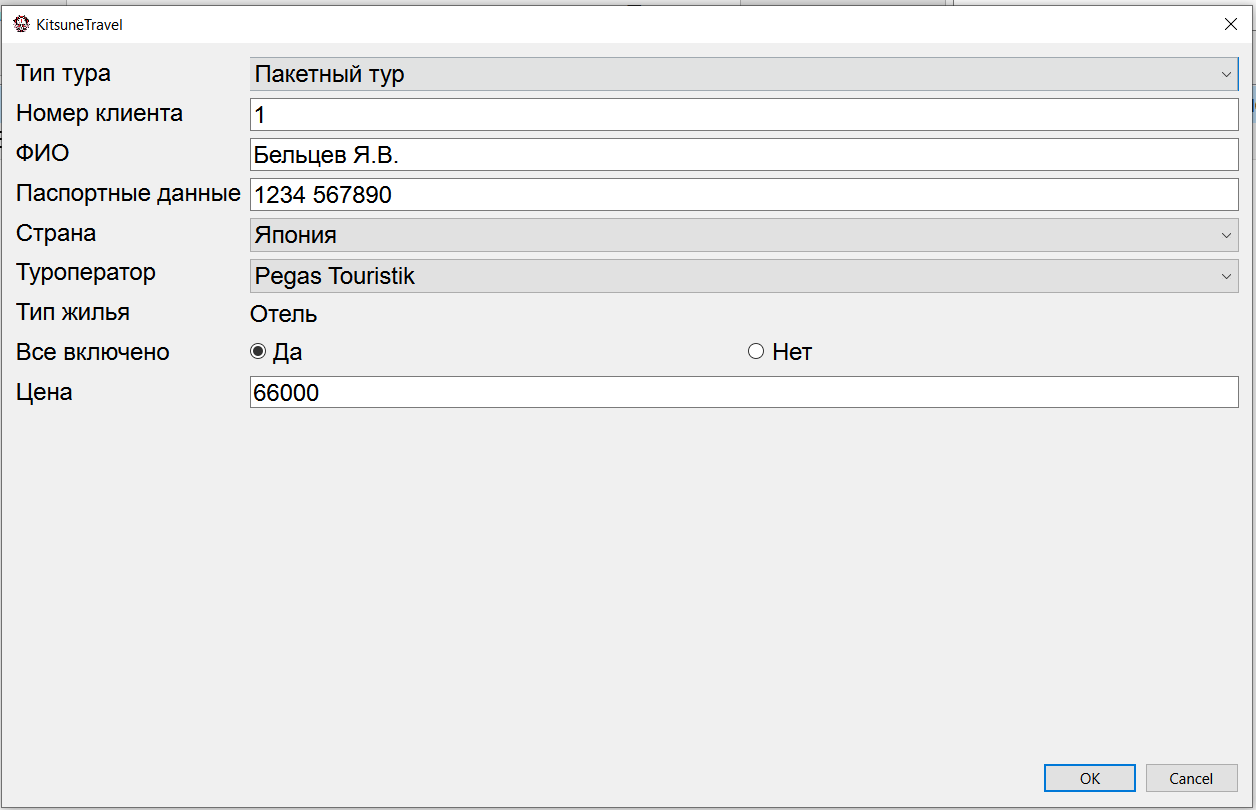 KitsuneTravel
Тип тура Пакетный тур
Номер клиента 1
ФИО Бельцев Я.В.
Паспортные данные 1234 567890
Страна Япония
Туроператор Pegas Touristik
Тип жилья Отель
Все включено Да Нет
Цена 66000
OK Cancel